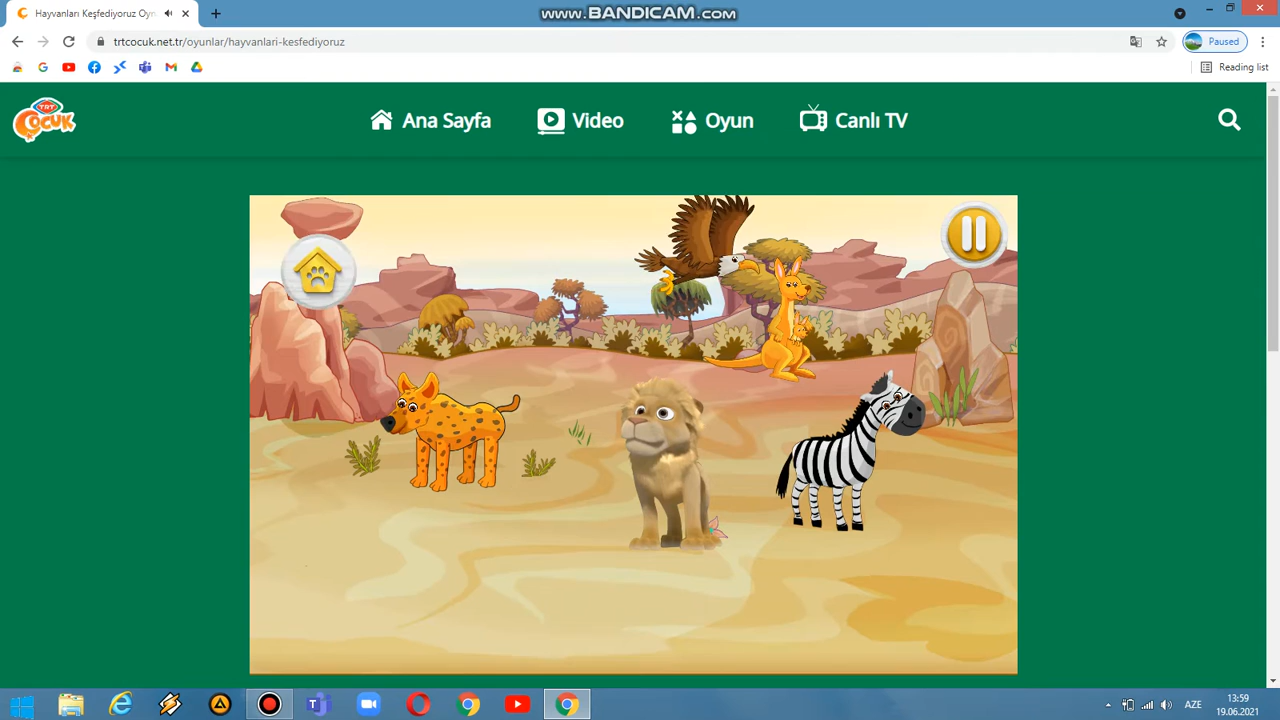 Hayvanları Keşfediyoruz Oyn
www.BANDICAM.com
trtcocuk.net.tr/oyunlar/hayvanlari-kesfediyoruz
Paused
Reading list
TRT
ÇOCUK
Ana Sayfa
Video
Oyun
Canlı TV
13:59
AZE
19.06.2021